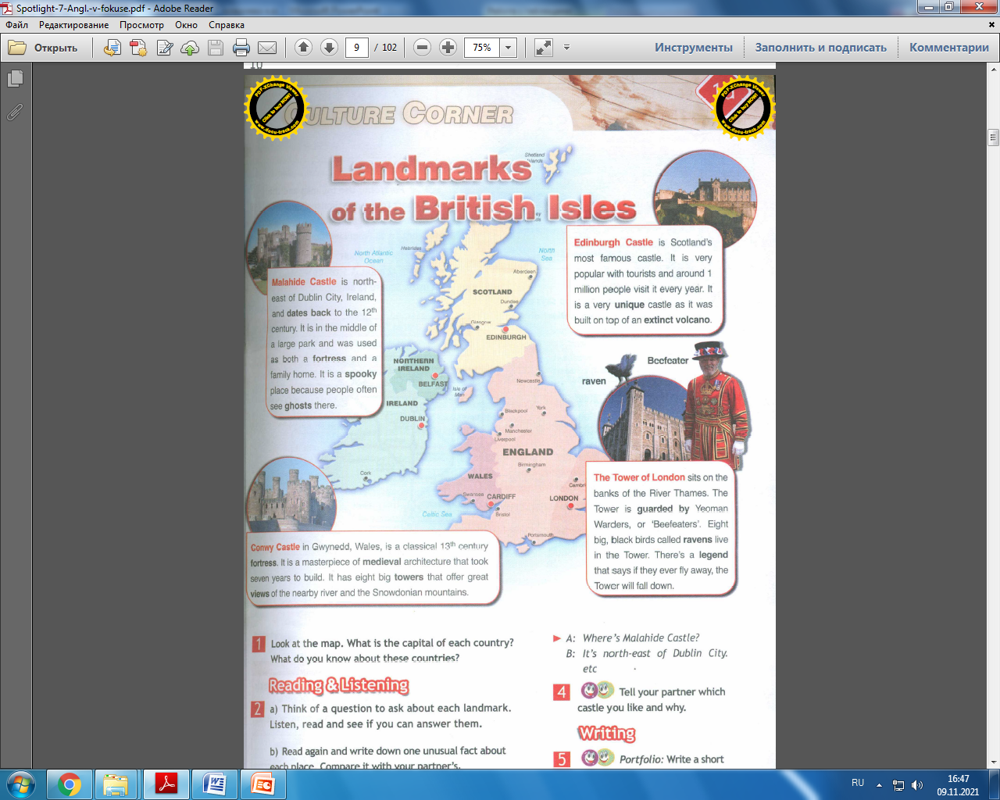 Spotlight-7-Angl.-v-fokuse.pdf - Adobe Reader
Файл Редактирование Просмотр Окно Справка
Открыть 9 / 102 75% Инструменты Заполнить и подписать Комментарии
10
PDF-XChange Viewer
Click to buy NOW!
www.docu-track.com
PDF-XChange Viewer
Click to buy NOW!
www.docu-track.com
CULTURE CORNER
Landmarks
of the British Isles
Shetland
Islands
North Atlantic
Ocean
Hebrides
North
Sea
Aberdeen
SCOTLAND
Dundee
Glasgow
EDINBURGH
NORTHERN
IRELAND
BELFAST
Isle of
Man
Newcastle
IRELAND
DUBLIN
Blackpool
York
Manchester
Liverpool
ENGLAND
Birmingham
Cork
WALES
Swansea
CARDIFF
Cambri
LONDON
Bristol
Celtic Sea
Portsmouth
Edinburgh Castle is Scotland's
most famous castle. It is very
popular with tourists and around 1
million people visit it every year. It
is a very unique castle as it was
built on top of an extinct volcano.
Malahide Castle is north-
east of Dublin City, Ireland,
and dates back to the 12th
century. It is in the middle of
a large park and was used
as both a fortress and a
family home. It is a spooky
place because people often
see ghosts there.
Beefeater
raven
The Tower of London sits on the
banks of the River Thames. The
Tower is guarded by Yeoman
Warders, or 'Beefeaters'. Eight
big, black birds called ravens live
in the Tower. There's a legend
that says if they ever fly away, the
Tower will fall down.
Conwy Castle in Gwynedd, Wales, is a classical 13th century
fortress. It is a masterpiece of medieval architecture that took
seven years to build. It has eight big towers that offer great
views of the nearby river and the Snowdonian mountains.
1 Look at the map. What is the capital of each country?
What do you know about these countries?
Reading & Listening
2 a) Think of a question to ask about each landmark.
Listen, read and see if you can answer them.
b) Read again and write down one unusual fact about
each place. Compare it with your partner's.
A: Where's Malahide Castle?
B: It's north-east of Dublin City.
etc
4 Tell your partner which
castle you like and why.
Writing
5 Portfolio: Write a short
RU
16:47
09.11.2021